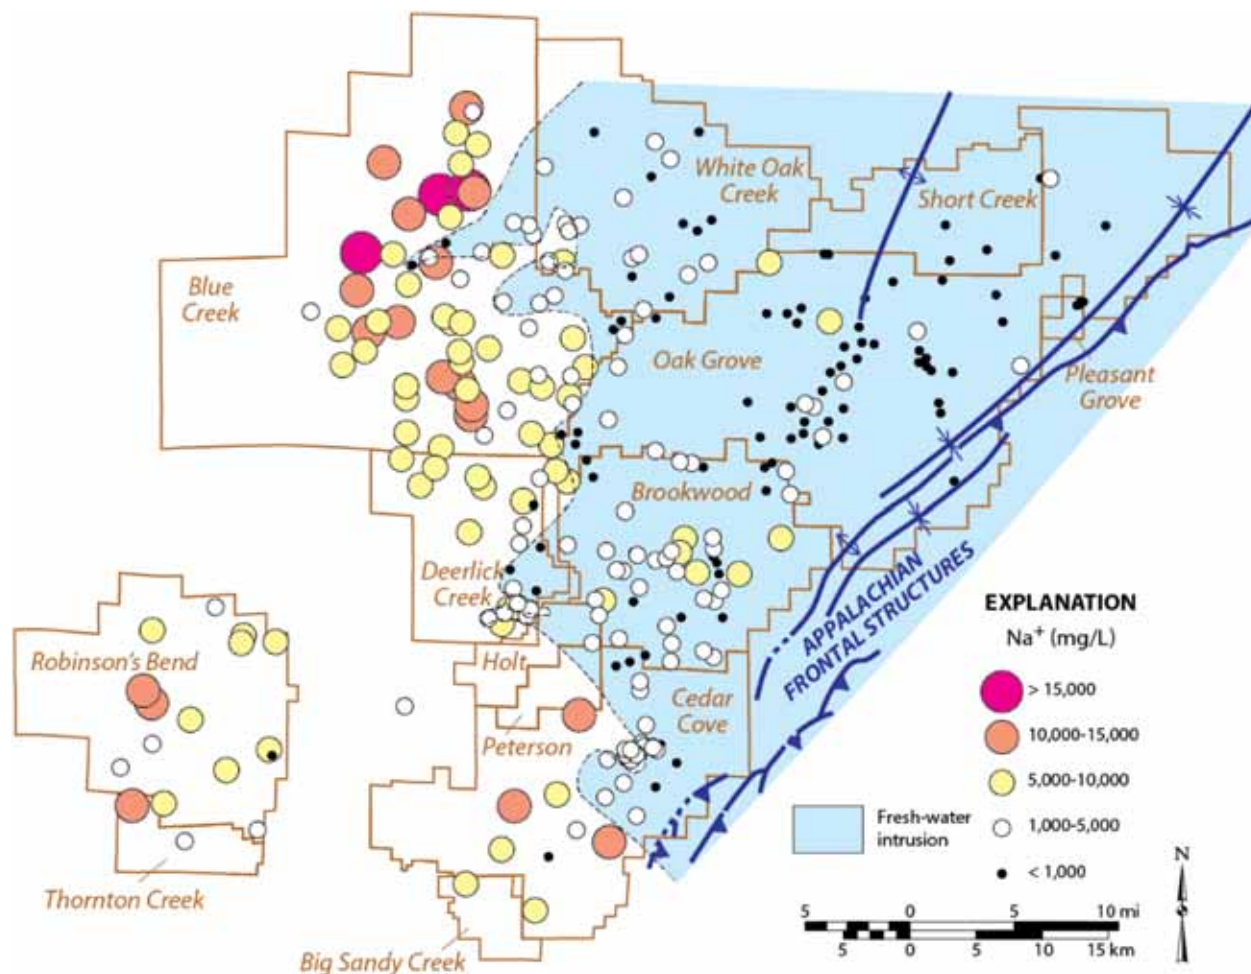 White Oak
Creek
Short Creek
Blue
Creek
Oak Grove
Pleasant
Grove
Brookwood
Deerlick
Creek
APPALACHIAN
FRONTAL STRUCTURES
Robinson's Bend
Holt
Cedar
Cove
Peterson
Thornton Creek
Big Sandy Creek
EXPLANATION
Na⁺ (mg/L)
> 15,000
10,000-15,000
5,000-10,000
1,000-5,000
< 1,000
Fresh-water
intrusion
N
5 0 5 10 mi
5 0 5 10 15 km